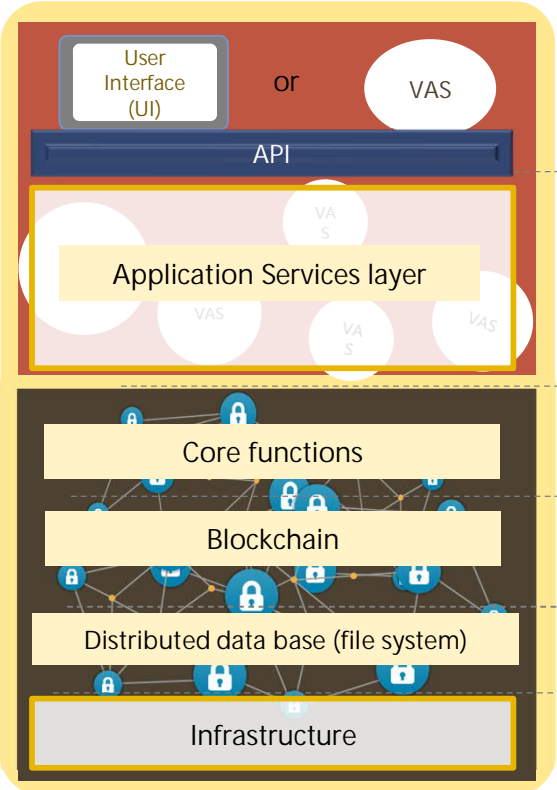 User
Interface
(UI)
or
VAS
API
VA
S
Application Services layer
VAS
VA
S
VAS
Core functions
Blockchain
Distributed data base (file system)
Infrastructure